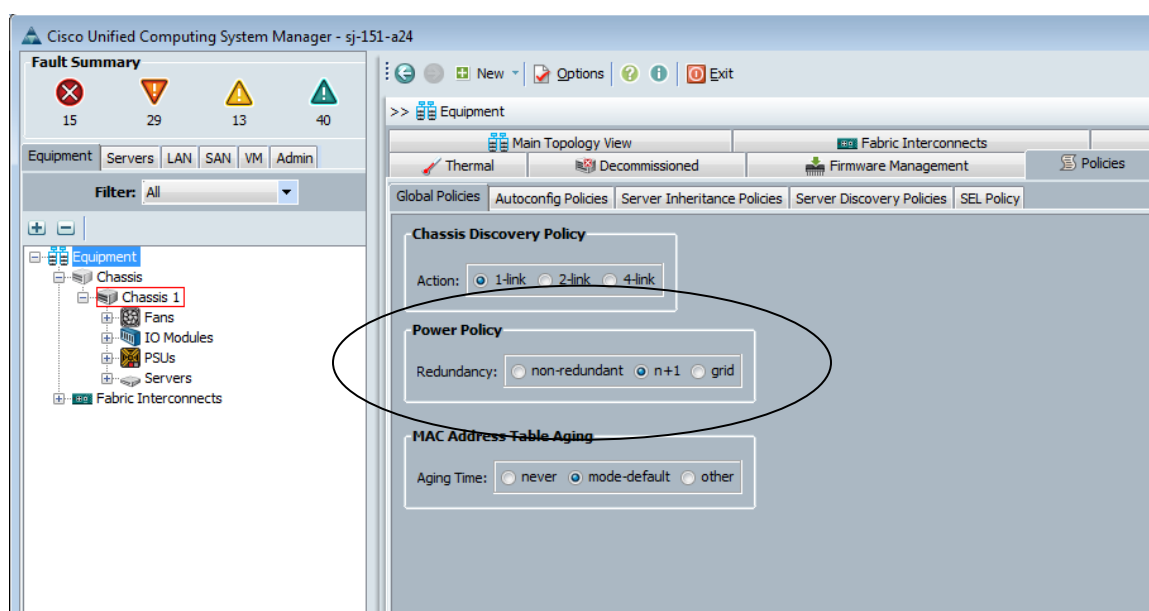 Cisco Unified Computing System Manager - sj-151-a24
Fault Summary
15 29 13 40
Equipment Servers LAN SAN VM Admin
Filter: All
Equipment
Chassis
Chassis 1
Fans
IO Modules
PSUs
Servers
Fabric Interconnects
New Options Exit
>> Equipment
Main Topology View Fabric Interconnects
Thermal Decommissioned Firmware Management Policies
Global Policies Autoconfig Policies Server Inheritance Policies Server Discovery Policies SEL Policy
Chassis Discovery Policy
Action: 1-link 2-link 4-link
Power Policy
Redundancy: non-redundant n+1 grid
MAC Address Table Aging
Aging Time: never mode-default other